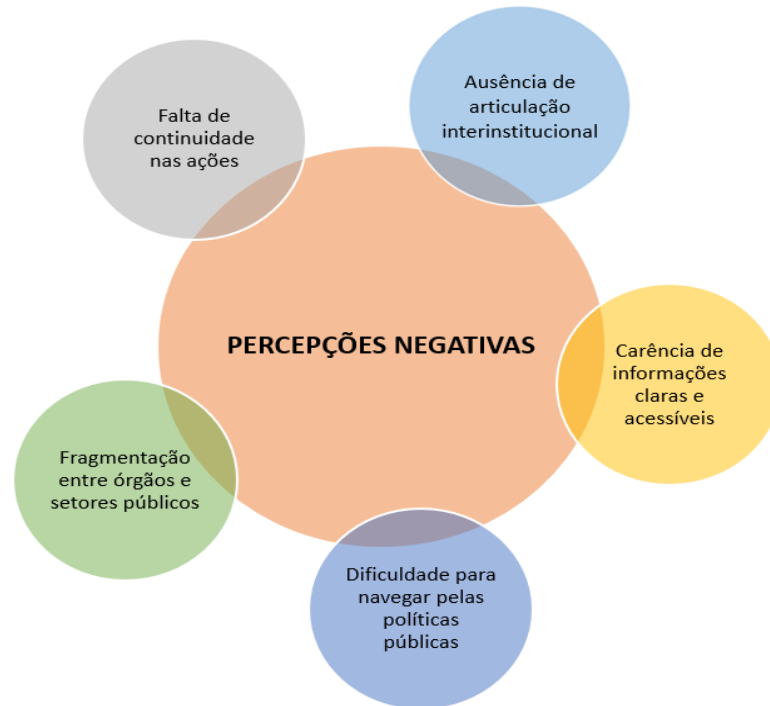 Ausência de
articulação
interinstitucional
Falta de
continuidade
nas ações
PERCEPÇÕES NEGATIVAS
Carência de
informações
claras e
acessíveis
Fragmentação
entre órgãos e
setores públicos
Dificuldade para
navegar pelas
políticas
públicas